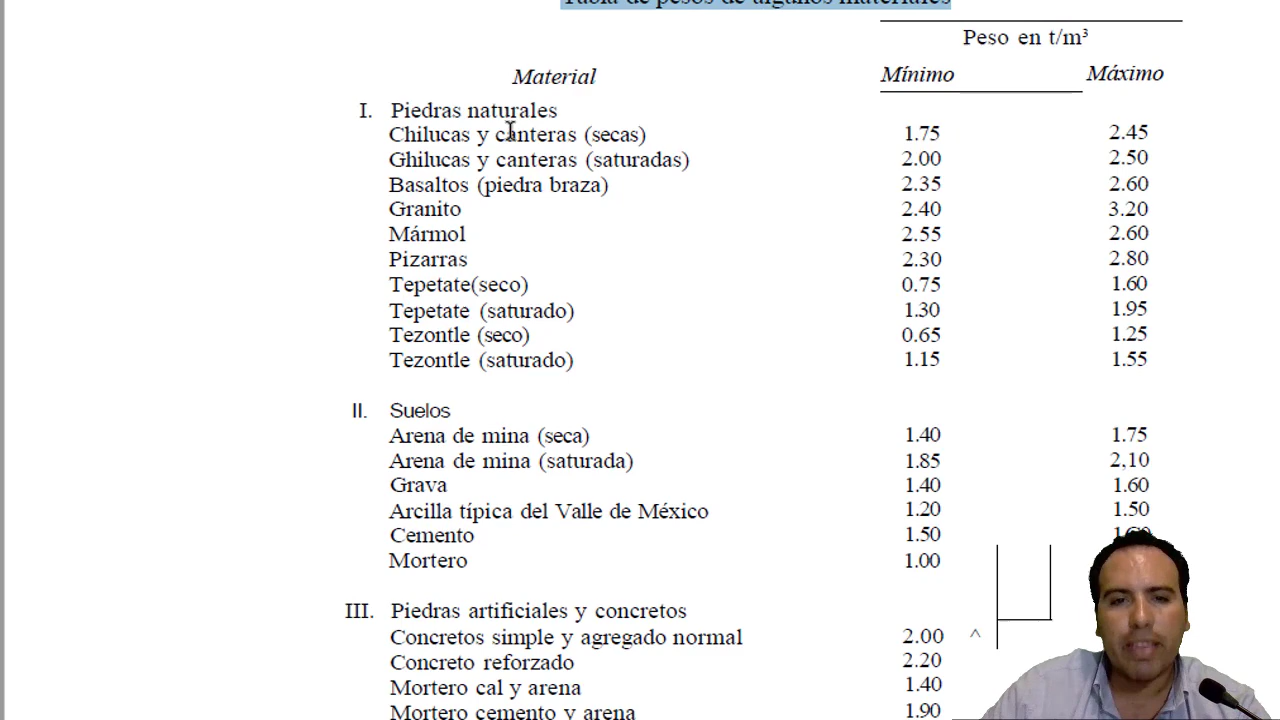 Tabla de pesos de algunos materiales
Peso en t/m³
Material Mínimo Máximo
I. Piedras naturales
Chilucas y canteras (secas) 1.75 2.45
Ghilucas y canteras (saturadas) 2.00 2.50
Basaltos (piedra braza) 2.35 2.60
Granito 2.40 3.20
Mármol 2.55 2.60
Pizarras 2.30 2.80
Tepetate(seco) 0.75 1.60
Tepetate (saturado) 1.30 1.95
Tezontle (seco) 0.65 1.25
Tezontle (saturado) 1.15 1.55
II. Suelos
Arena de mina (seca) 1.40 1.75
Arena de mina (saturada) 1.85 2,10
Grava 1.40 1.60
Arcilla típica del Valle de México 1.20 1.50
Cemento 1.50
Mortero 1.00
III. Piedras artificiales y concretos
Concretos simple y agregado normal 2.00 ^
Concreto reforzado 2.20
Mortero cal y arena 1.40
Mortero cemento y arena 1.90